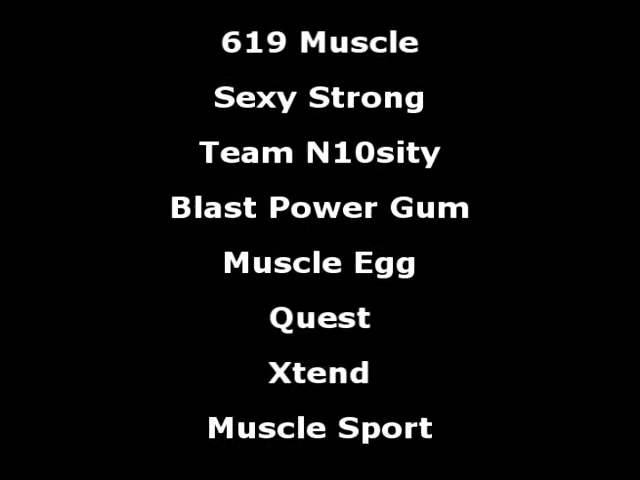 619 Muscle
Sexy Strong
Team N10sity
Blast Power Gum
Muscle Egg
Quest
Xtend
Muscle Sport